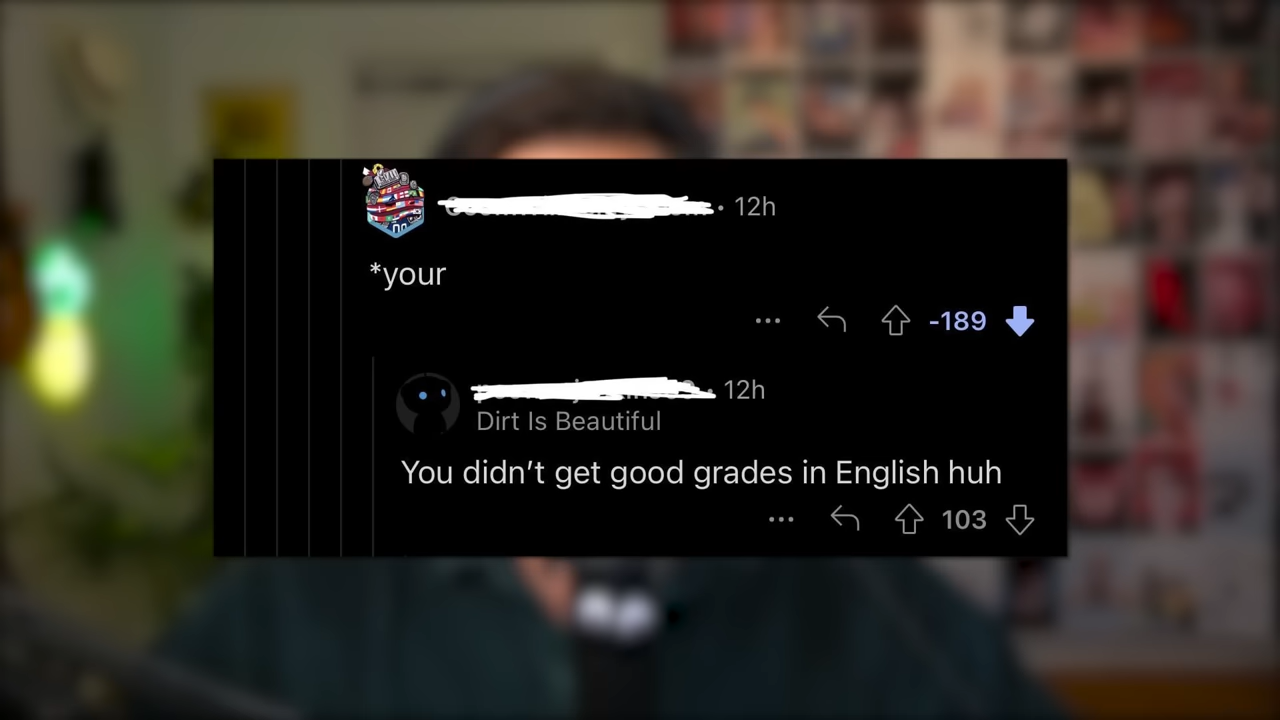 · 12h
*your
... -189
· 12h
Dirt Is Beautiful
You didn't get good grades in English huh
... 103